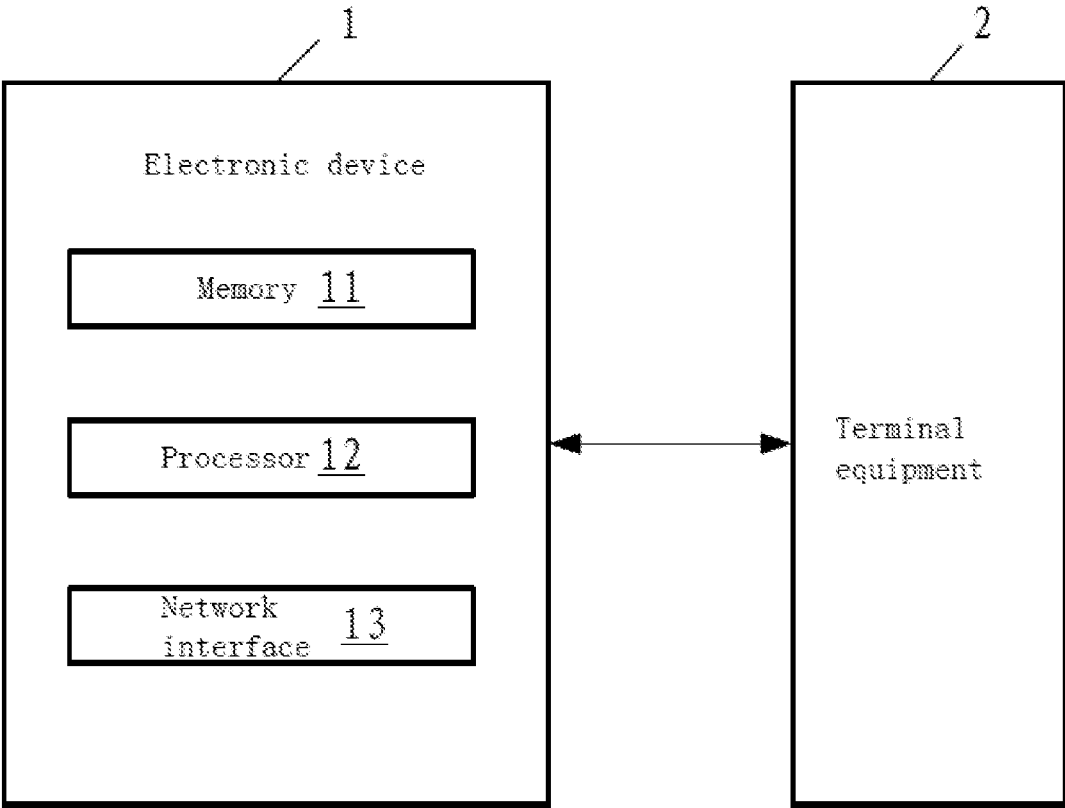 1
2
Electronic device
Memory 11
Processor 12
Network
interface 13
Terminal
equipment